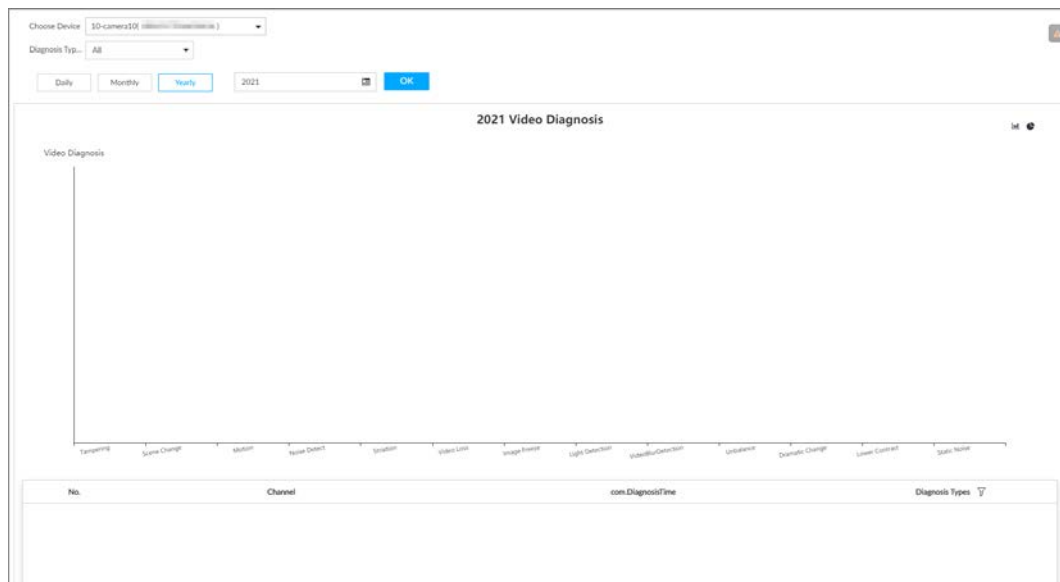 Choose Device 10-camera10( )
Diagnosis Typ... All
Daily Monthly Yearly 2021 OK
2021 Video Diagnosis
Video Diagnosis
Tampering Scene Change Motion Noise Detect Striation Video Loss Image Freeze Light Detection VideoBlurDetection Unbalance Dramatic Change Lower Contrast Static Noise
No. Channel com.DiagnosisTime Diagnosis Types